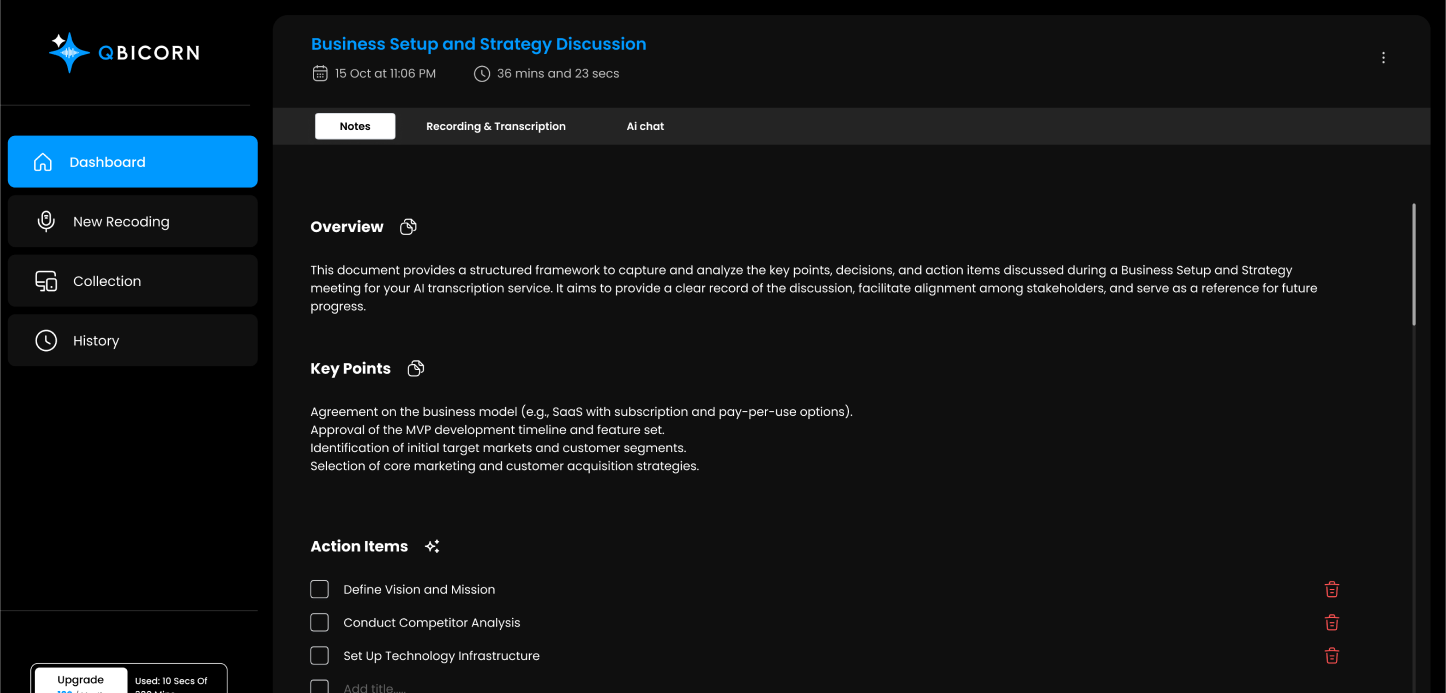 QBICORN
Dashboard
New Recoding
Collection
History
Upgrade
Used: 10 Secs Of
Business Setup and Strategy Discussion
15 Oct at 11:06 PM
36 mins and 23 secs
Notes
Recording & Transcription
Ai chat
Overview
This document provides a structured framework to capture and analyze the key points, decisions, and action items discussed during a Business Setup and Strategy
meeting for your AI transcription service. It aims to provide a clear record of the discussion, facilitate alignment among stakeholders, and serve as a reference for future
progress.
Key Points
Agreement on the business model (e.g., SaaS with subscription and pay-per-use options).
Approval of the MVP development timeline and feature set.
Identification of initial target markets and customer segments.
Selection of core marketing and customer acquisition strategies.
Action Items
Define Vision and Mission
Conduct Competitor Analysis
Set Up Technology Infrastructure
Add title.....